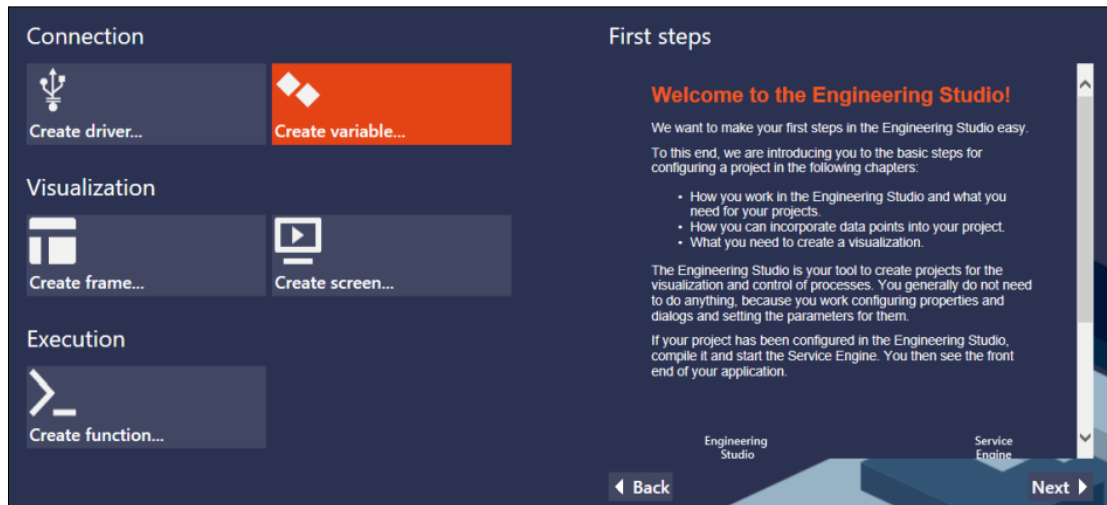 Connection
Create driver...
Create variable...
Visualization
Create frame...
Create screen...
Execution
Create function...
First steps
Welcome to the Engineering Studio!
We want to make your first steps in the Engineering Studio easy.
To this end, we are introducing you to the basic steps for
configuring a project in the following chapters:
• How you work in the Engineering Studio and what you
need for your projects.
• How you can incorporate data points into your project.
• What you need to create a visualization.
The Engineering Studio is your tool to create projects for the
visualization and control of processes. You generally do not need
to do anything, because you work configuring properties and
dialogs and setting the parameters for them.
If your project has been configured in the Engineering Studio,
compile it and start the Service Engine. You then see the front
end of your application.
Engineering
Studio
Service
Engine
Back
Next